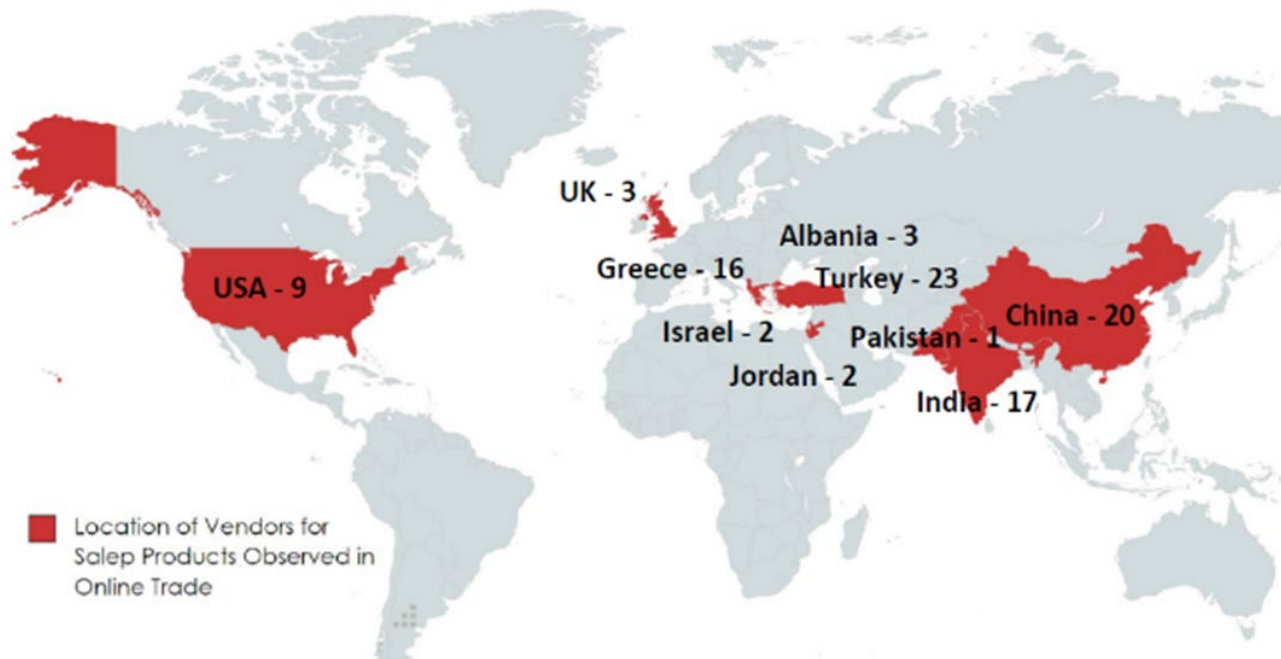 UK - 3
Albania - 3
Greece - 16
Turkey - 23
USA - 9
China - 20
Israel - 2
Pakistan - 1
Jordan - 2
India - 17
Location of Vendors for
Salep Products Observed in
Online Trade